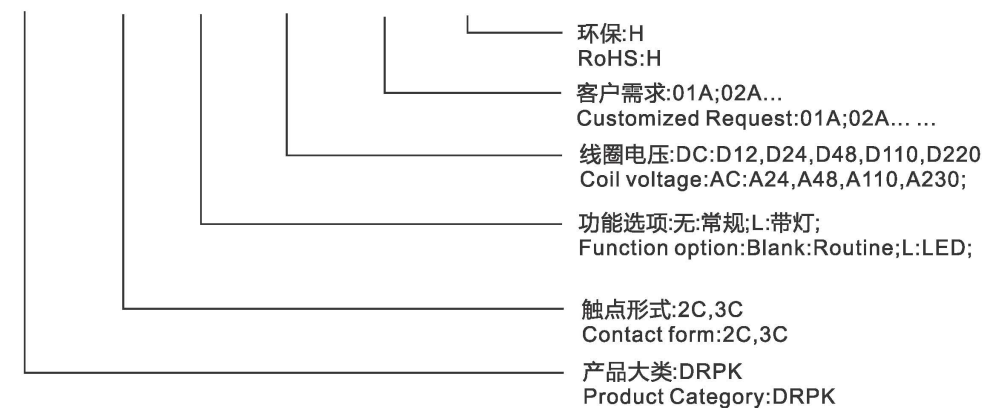 环保:H
RoHS:H
客户需求:01A;02A...
Customized Request:01A;02A... ...
线圈电压:DC:D12,D24,D48,D110,D220
Coil voltage:AC:A24,A48,A110,A230;
功能选项:无:常规;L:带灯;
Function option:Blank:Routine;L:LED;
触点形式:2C,3C
Contact form:2C,3C
产品大类:DRPK
Product Category:DRPK